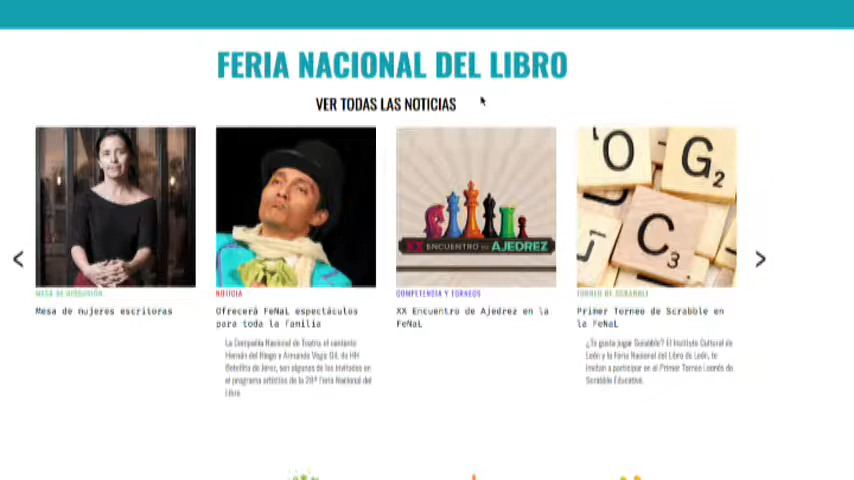 FERIA NACIONAL DEL LIBRO
VER TODAS LAS NOTICIAS
O
G2
C3
XX ENCUENTRO DE AJEDREZ
MESA DE DISCUSIÓN
Mesa de mujeres escritoras
NOTICIA
Ofrecerá FeNaL espectáculos
para toda la familia
La Compañía Nacional de Teatro, el cantante
Hernán del Riego y Armando Vega Gil, de HH
Botellita de Jerez, son algunos de los invitados en
el programa artístico de la 28ª Feria Nacional del
Libro
COMPETENCIA Y TORNEOS
XX Encuentro de Ajedrez en la
FeNaL
TORNEO DE SCRABBLE
Primer Torneo de Scrabble en
la FeNaL
¿Te gusta jugar Scrabble? El Instituto Cultural de
León y la Feria Nacional del Libro de León, te
invitan a participar en el Primer Torneo Leonés de
Scrabble Educativo.